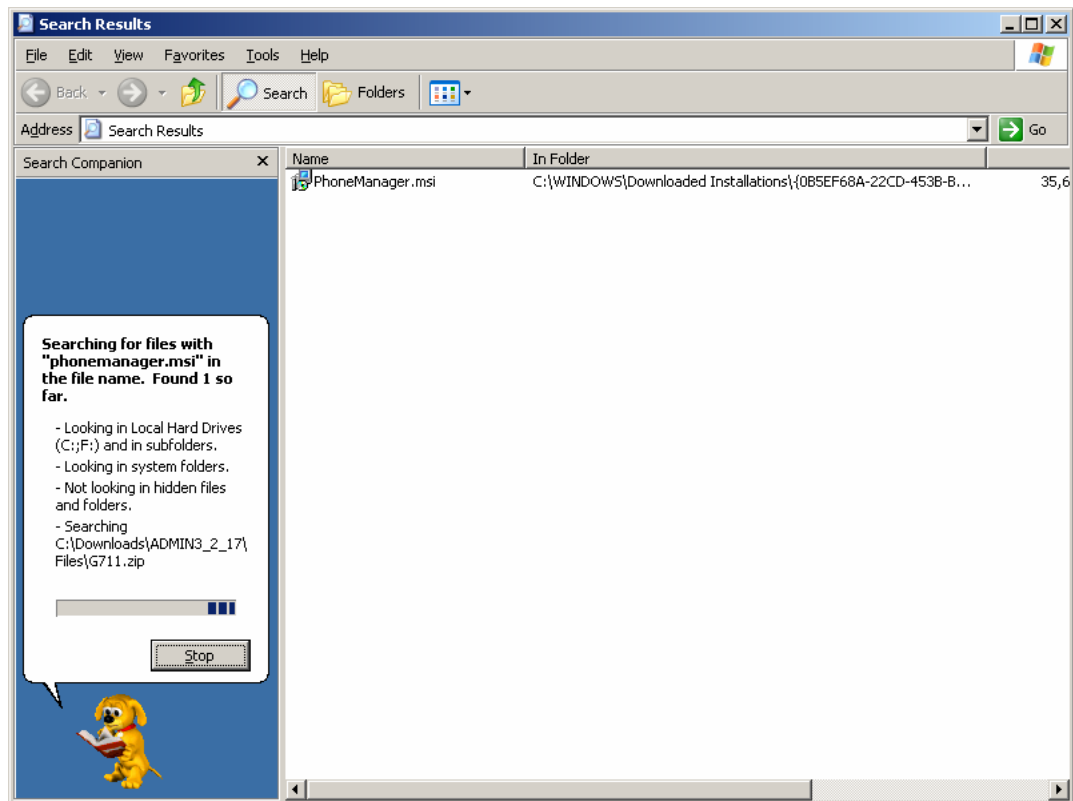 Search Results
File Edit View Favorites Tools Help
Back Search Folders
Address Search Results Go
Search Companion x
Name In Folder
PhoneManager.msi C:\WINDOWS\Downloaded Installations\{0B5EF68A-22CD-453B-B... 35,6
Searching for files with
"phonemanager.msi" in
the file name. Found 1 so
far.
- Looking in Local Hard Drives
(C:;F:) and in subfolders.
- Looking in system folders.
- Not looking in hidden files
and folders.
- Searching
C:\Downloads\ADMIN3_2_17\
Files\G711.zip
Stop